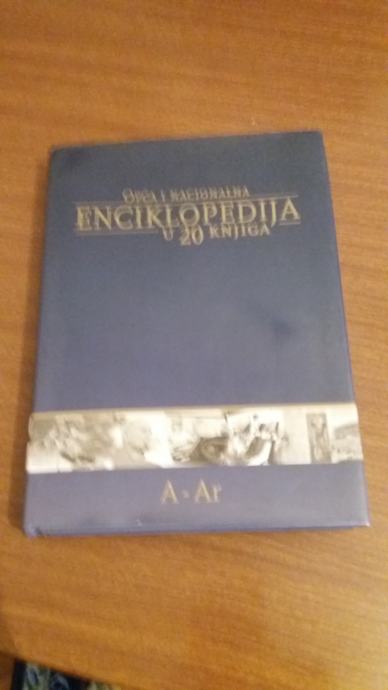 OPĆA I NACIONALNA
ENCIKLOPEDIJA
U 20 KNJIGA
A - Ar